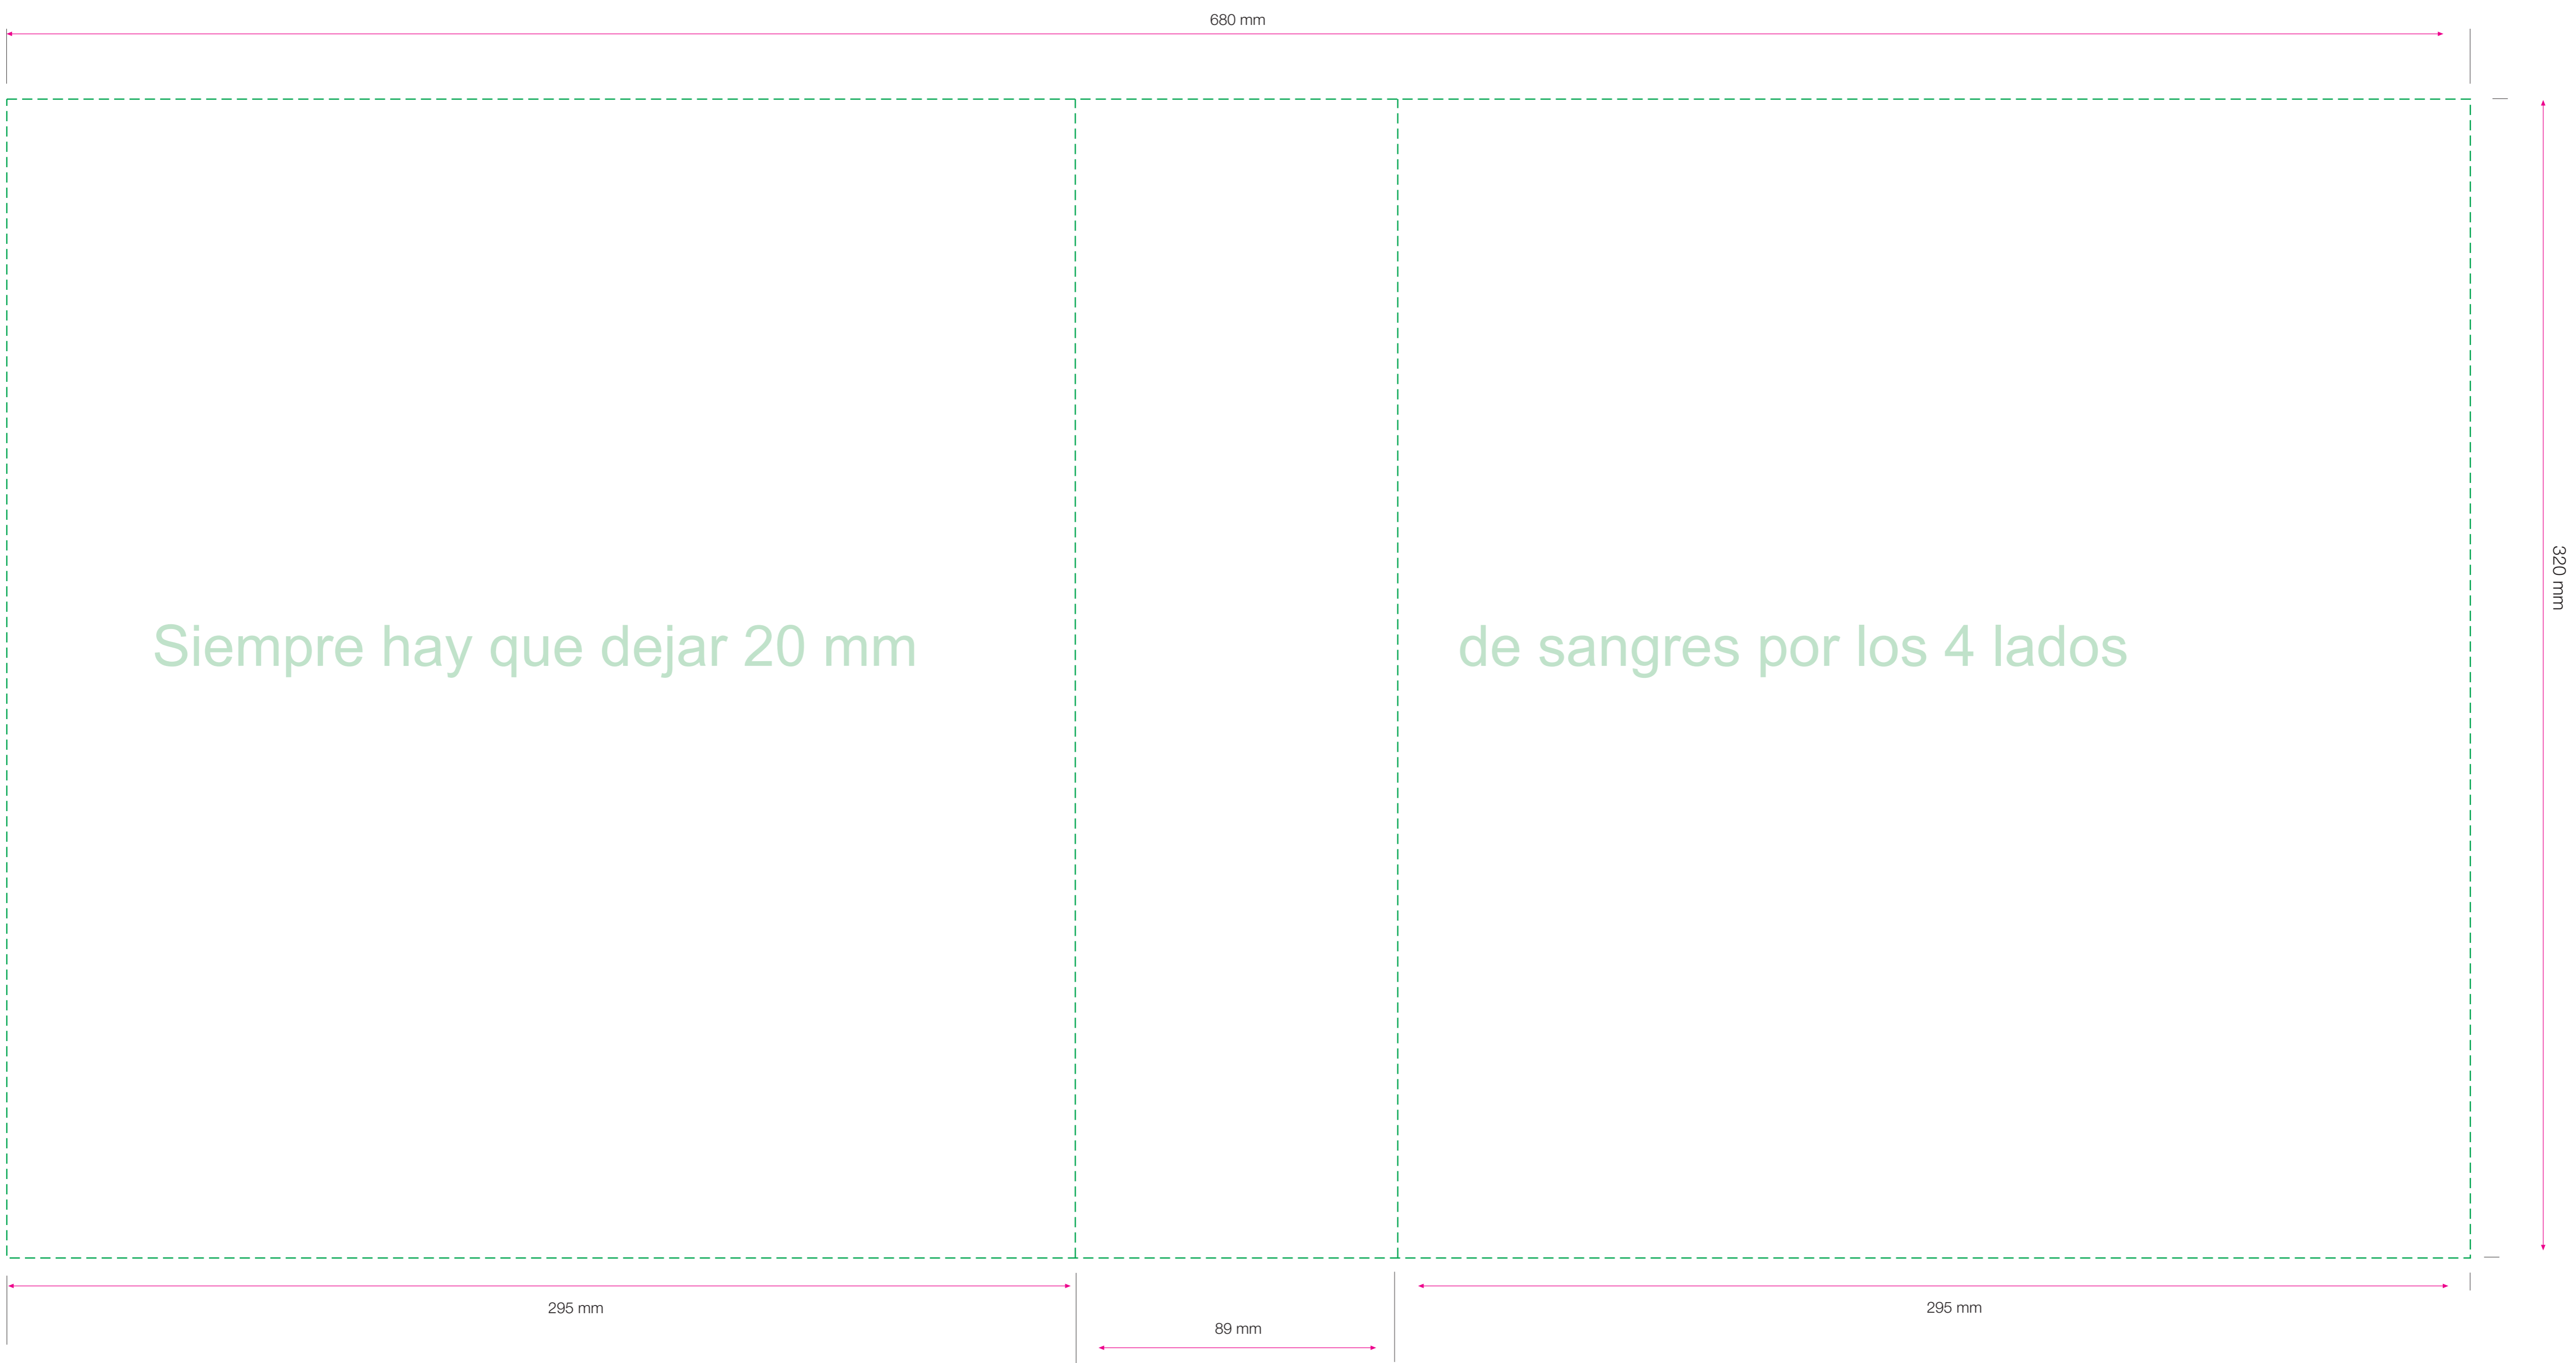 680 mm
320 mm
Siempre hay que dejar 20 mm
de sangres por los 4 lados
295 mm
89 mm
295 mm